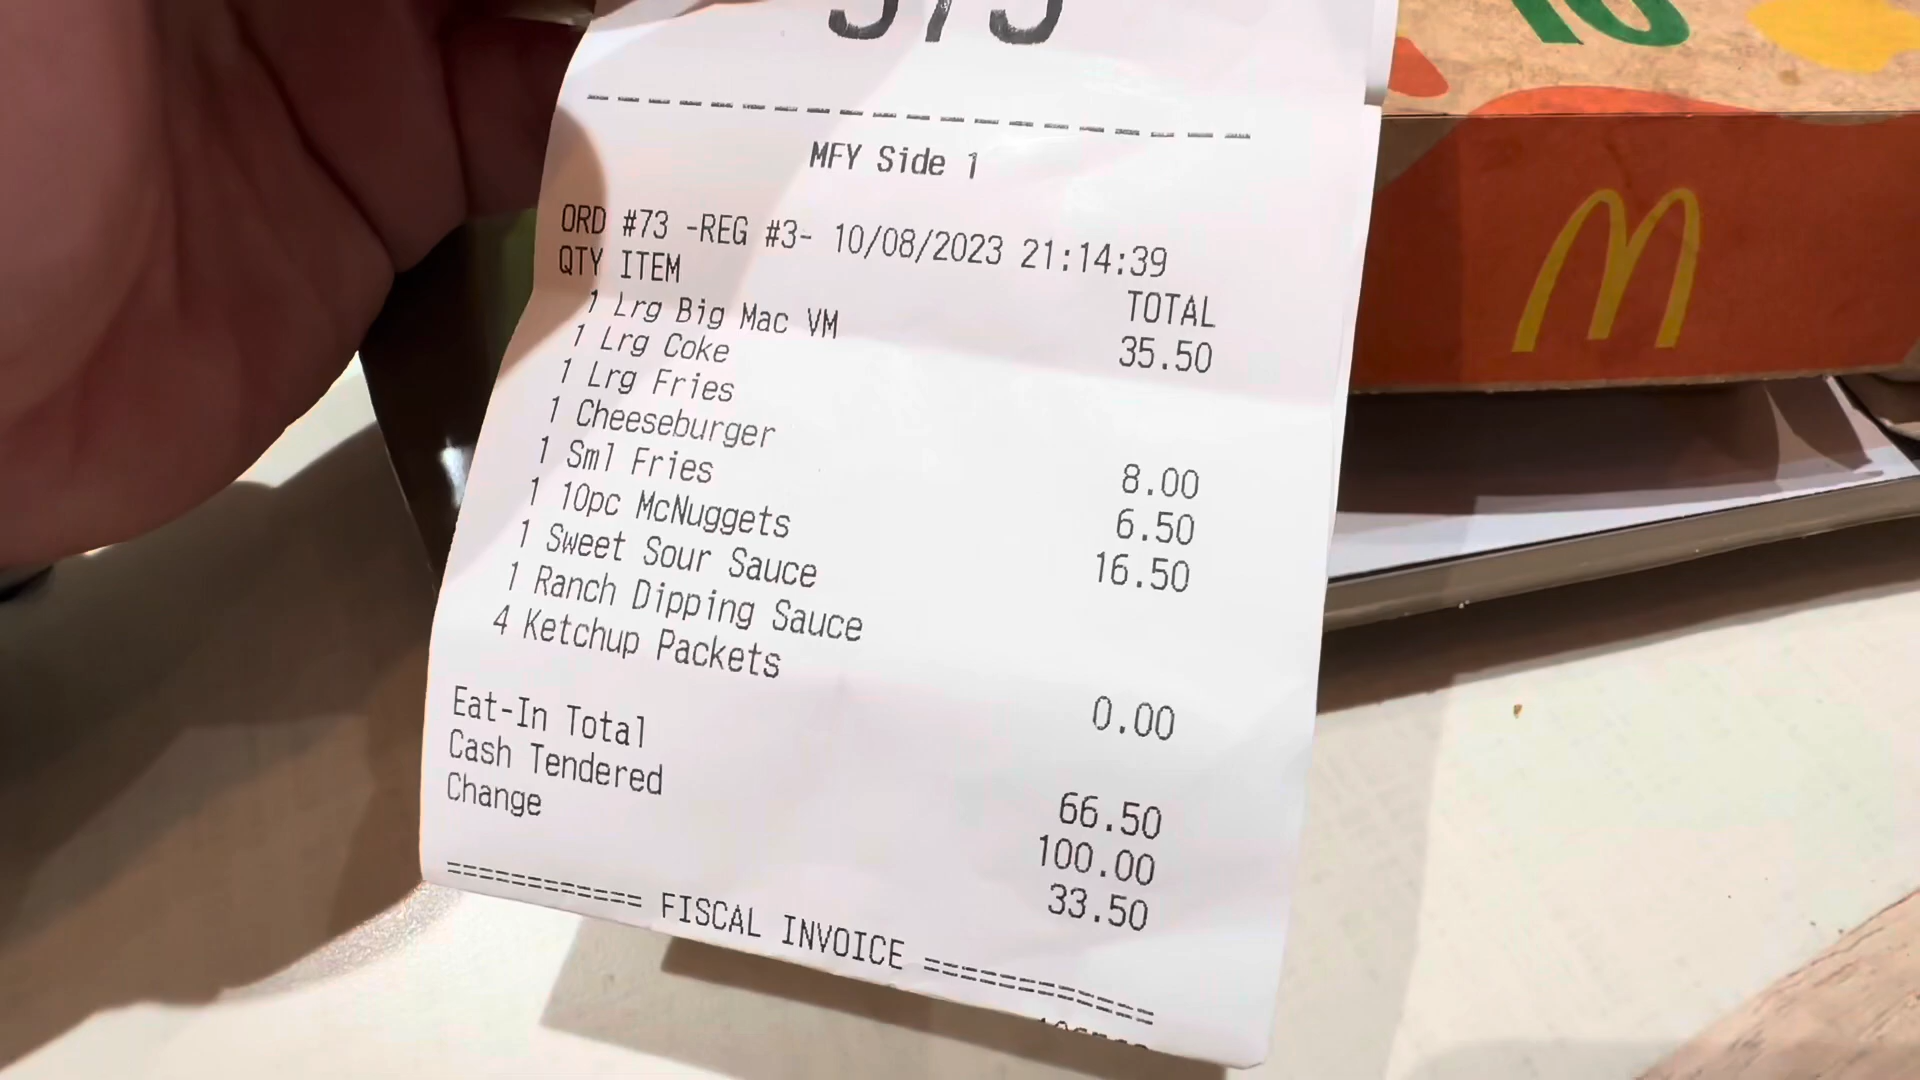 MFY Side 1
ORD #73 -REG #3- 10/08/2023 21:14:39
QTY ITEM TOTAL
1 Lrg Big Mac VM 35.50
1 Lrg Coke
1 Lrg Fries
1 Cheeseburger 8.00
1 Sml Fries 6.50
1 10pc McNuggets 16.50
1 Sweet Sour Sauce
1 Ranch Dipping Sauce
4 Ketchup Packets 0.00
Eat-In Total 66.50
Cash Tendered 100.00
Change 33.50
============ FISCAL INVOICE ============